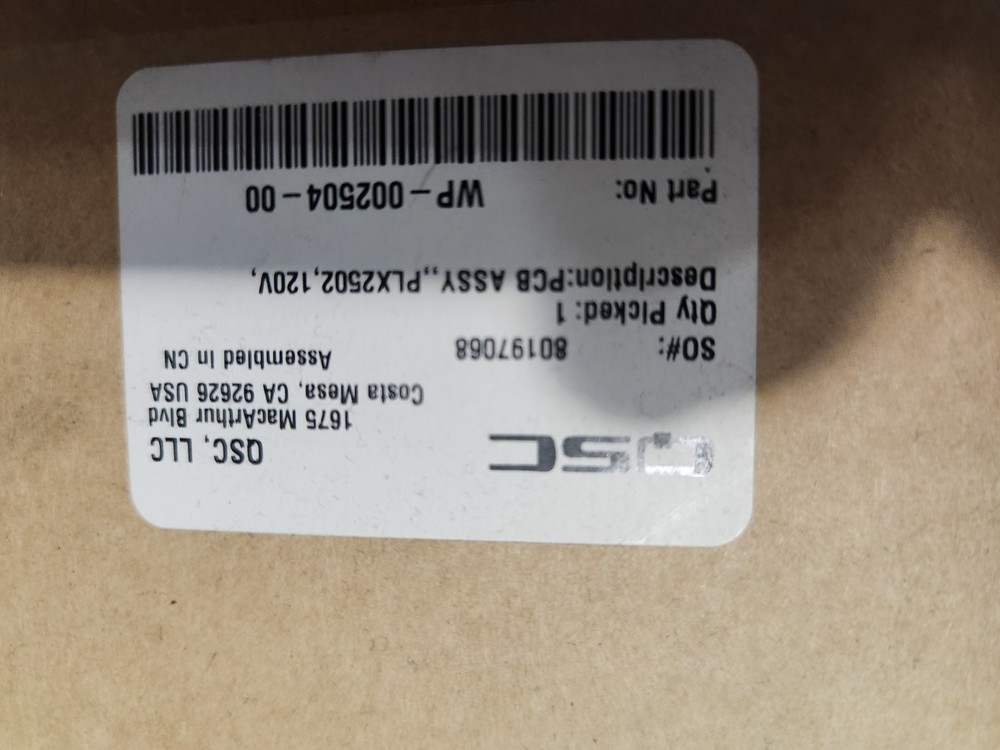 QSC
QSC, LLC
1675 MacArthur Blvd
Costa Mesa, CA 92626 USA
SO#: 80197068
Assembled In CN
Qty Picked: 1
Description:PCB ASSY,,PLX2502,120V,
Part No: WP-002504-00